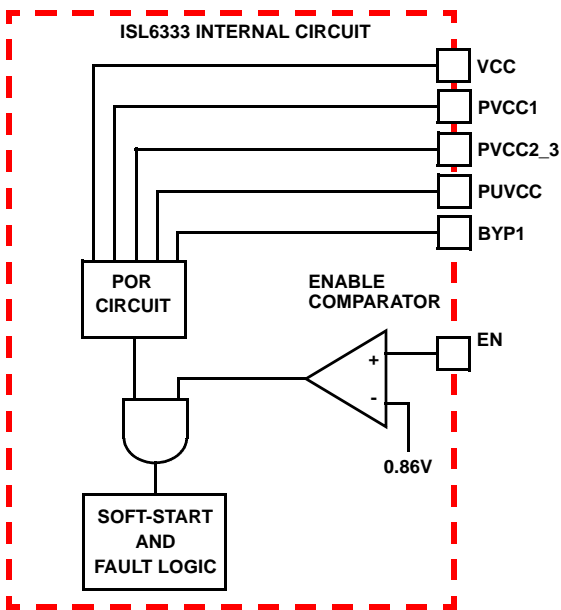 ISL6333 INTERNAL CIRCUIT
VCC
PVCC1
PVCC2_3
PUVCC
BYP1
POR
CIRCUIT
ENABLE
COMPARATOR
EN
+
-
0.86V
SOFT-START
AND
FAULT LOGIC